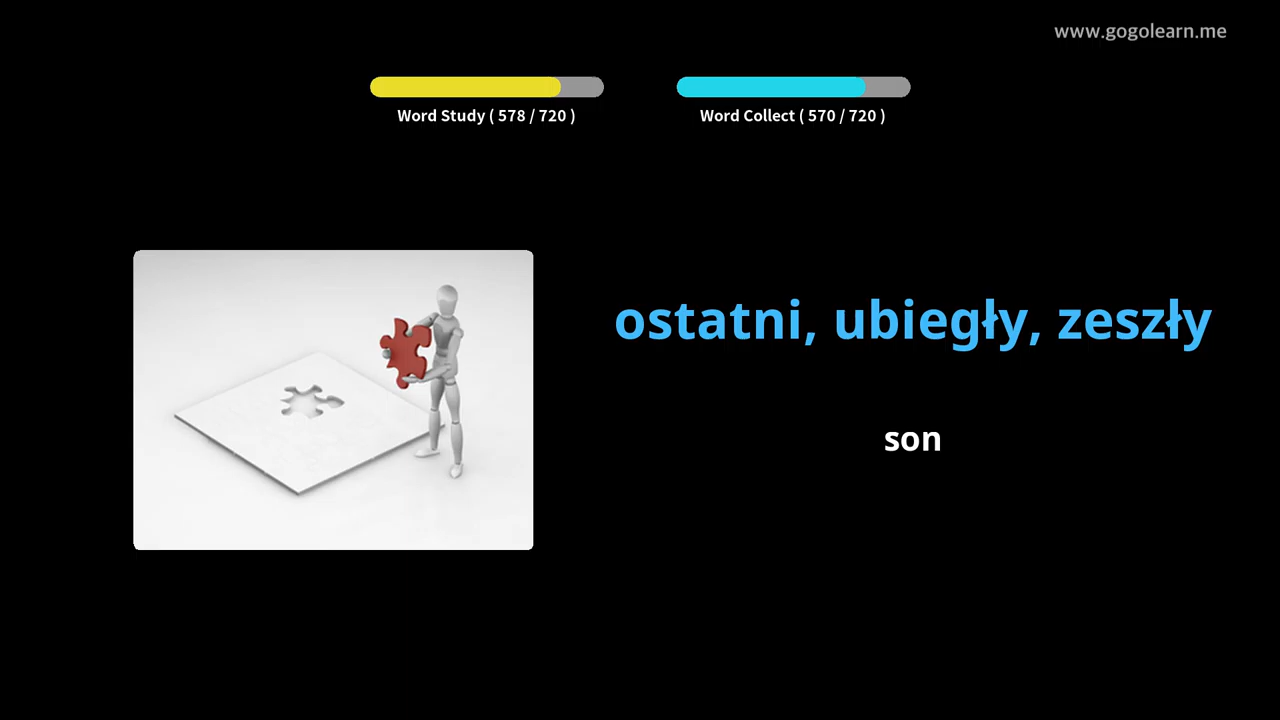 www.gogolearn.me
Word Study ( 578 / 720 )
Word Collect ( 570 / 720 )
ostatni, ubiegły, zeszły
son